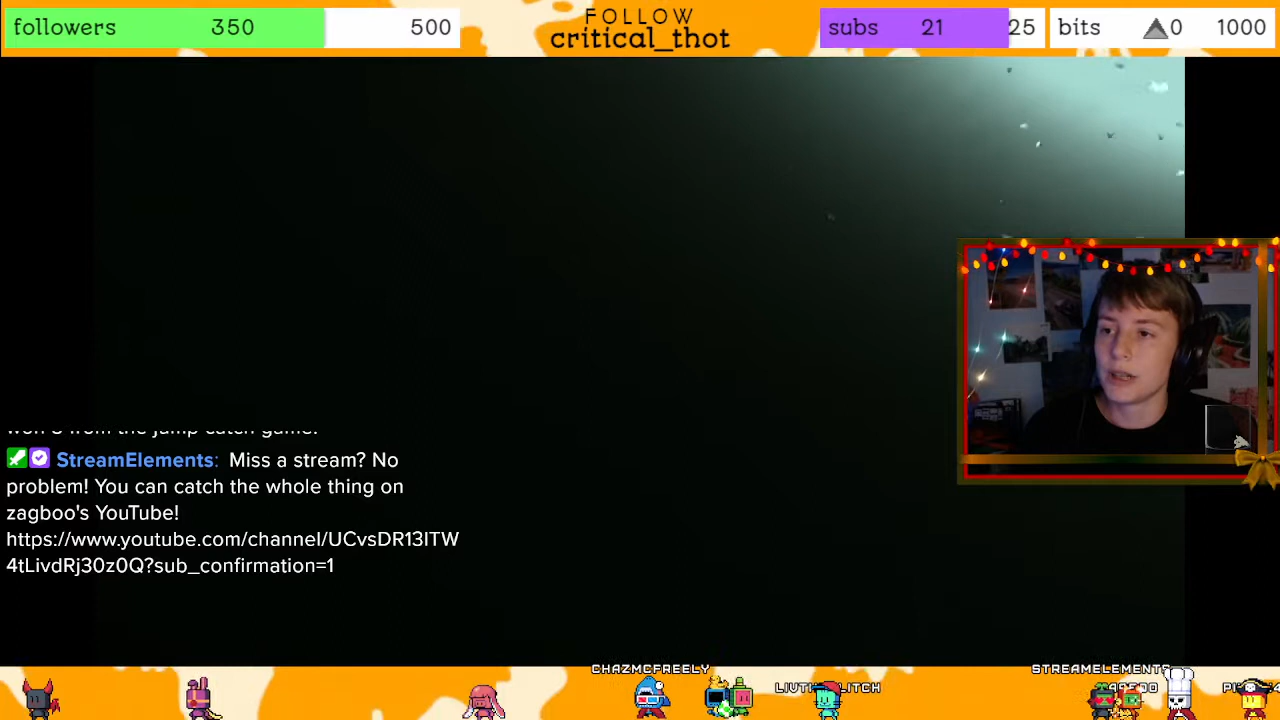 followers 350 500
FOLLOW
critical_thot
subs 21 25
bits 0 1000
StreamElements: Miss a stream? No
problem! You can catch the whole thing on
zagboo's YouTube!
https://www.youtube.com/channel/UCvsDR13ITW
4tLivdRj30z0Q?sub_confirmation=1
CHAZMCFREELY
STREAMELEMENTS